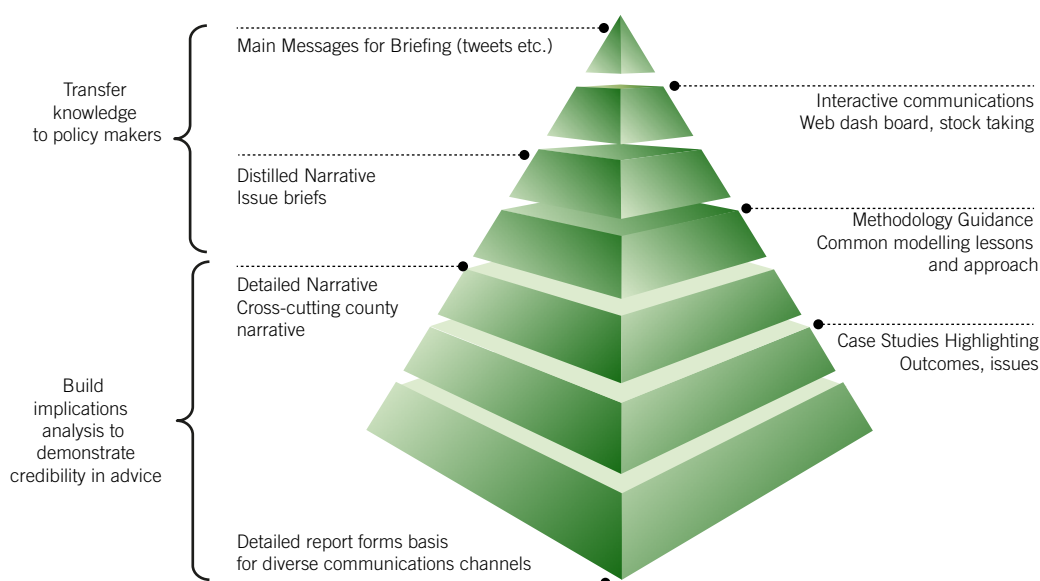 Main Messages for Briefing (tweets etc.)
Transfer
knowledge
to policy makers
Interactive communications
Web dash board, stock taking
Distilled Narrative
Issue briefs
Methodology Guidance
Common modelling lessons
and approach
Detailed Narrative
Cross-cutting county
narrative
Case Studies Highlighting
Outcomes, issues
Build
implications
analysis to
demonstrate
credibility in advice
Detailed report forms basis
for diverse communications channels